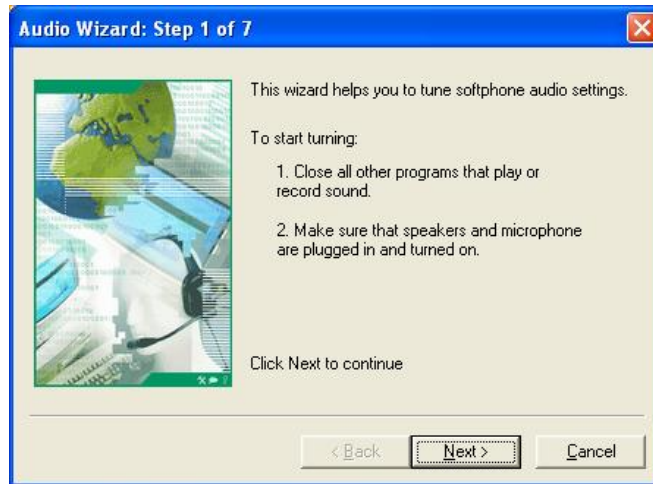 Audio Wizard: Step 1 of 7
This wizard helps you to tune softphone audio settings.
To start turning:
1. Close all other programs that play or
record sound.
2. Make sure that speakers and microphone
are plugged in and turned on.
Click Next to continue
< Back
Next >
Cancel